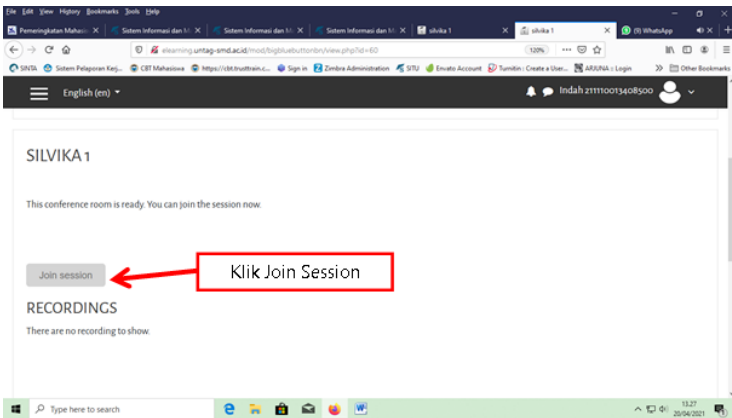 File Edit View History Bookmarks Tools Help
Pemeringkatan Mahasi
Sistem Informasi dan M
Sistem Informasi dan M
Sistem Informasi dan M
silvika 1
silvika 1
(9) WhatsApp
elearning.untag-smd.ac.id/mod/bigbluebuttonbn/view.php?id=60
120%
SINTA
Sistem Pelaporan Kerj...
CBT Mahasiswa
https://cbt.trusttrain.c...
Sign in
Zimbra Administration
SITU
Envato Account
Turnitin : Create a User...
ARJUNA :: Login
Other Bookmarks
English (en)
Indah 211110013408500
SILVIKA 1
This conference room is ready. You can join the session now.
Join session
Klik Join Session
RECORDINGS
There are no recording to show.
Type here to search
13.27
20/04/2021